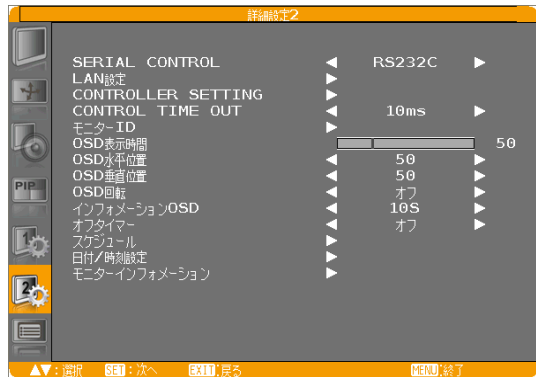 詳細設定2
SERIAL CONTROL ◀ RS232C ▶
LAN設定 ▶
CONTROLLER SETTING ▶
CONTROL TIME OUT ◀ 10ms ▶
モニターID ▶
OSD表示時間 50
OSD水平位置 ◀ 50 ▶
OSD垂直位置 ◀ 50 ▶
OSD回転 ◀ オフ ▶
インフォメーションOSD ◀ 10S ▶
オフタイマー ◀ オフ ▶
スケジュール ▶
日付/時刻設定 ▶
モニターインフォメーション ▶
PIP
1
2
▲▼:選択 SET:次へ EXIT:戻る MENU:終了